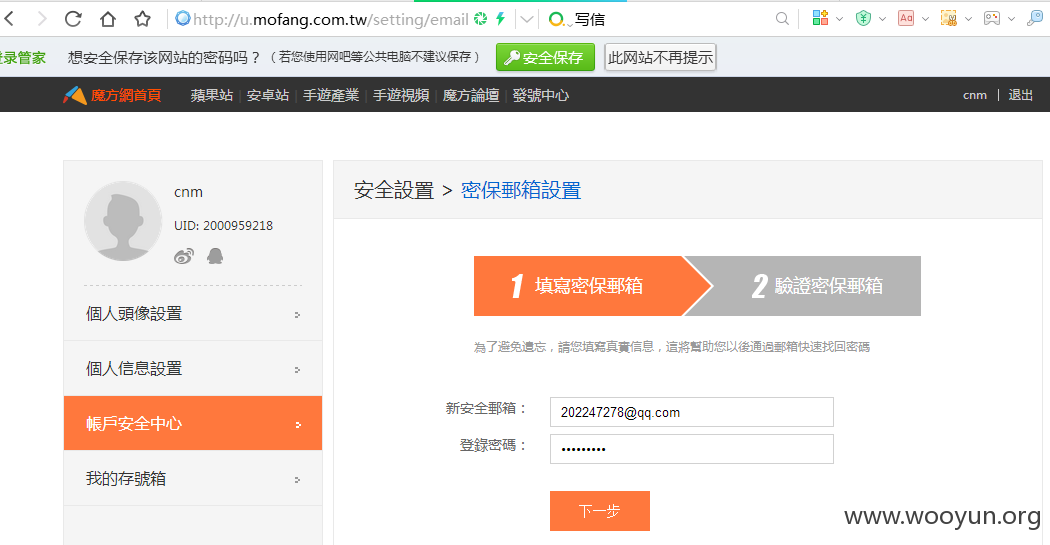 http://u.mofang.com.tw/setting/email 写信
登录管家 想安全保存该网站的密码吗？（若您使用网吧等公共电脑不建议保存） 安全保存 此网站不再提示
魔方網首頁 蘋果站 | 安卓站 | 手遊產業 | 手遊視頻 | 魔方論壇 | 發號中心 cnm | 退出
cnm
UID: 2000959218
個人頭像設置
個人信息設置
帳戶安全中心
我的存號箱
安全設置 > 密保郵箱設置
1 填寫密保郵箱 2 驗證密保郵箱
為了避免遺忘，請您填寫真實信息，這將幫助您以後通過郵箱快速找回密碼
新安全郵箱： 202247278@qq.com
登錄密碼： •••••••••
下一步
www.wooyun.org